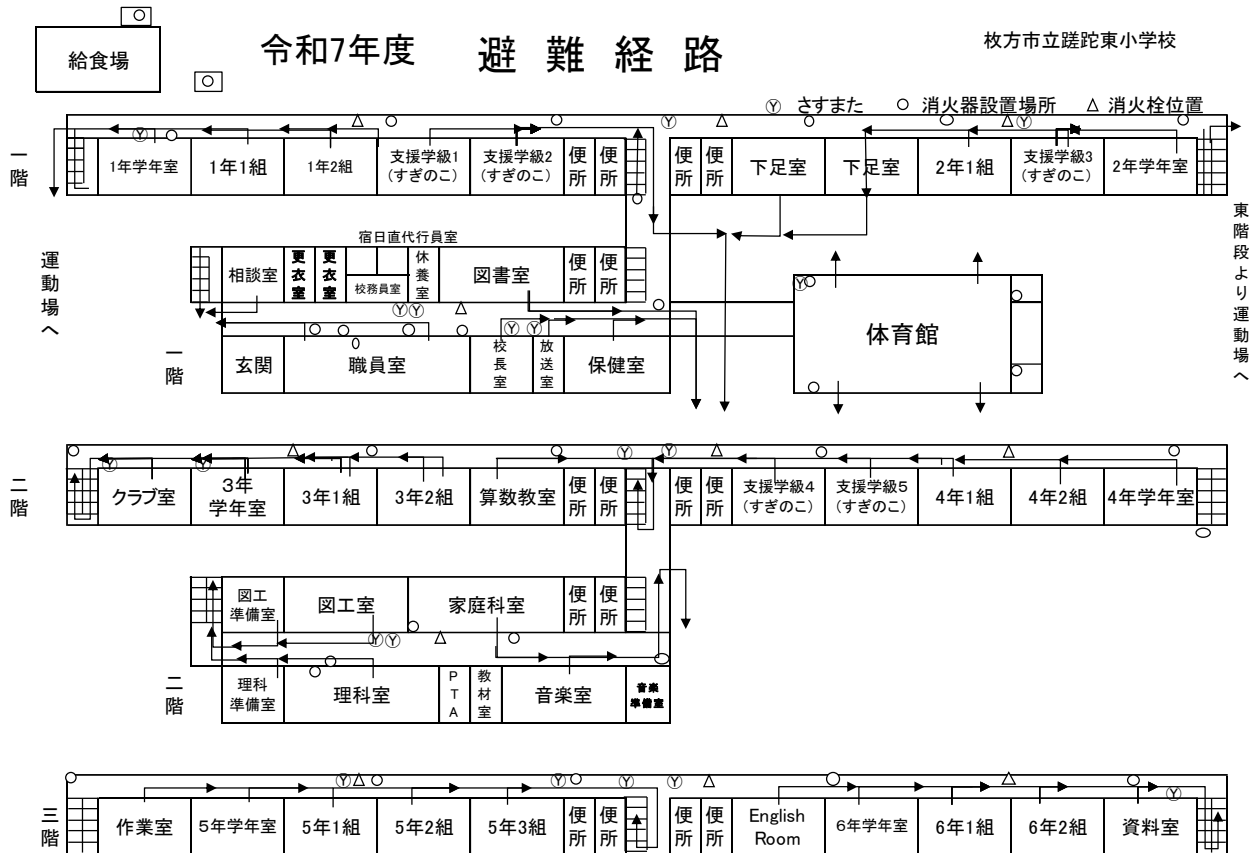 給食場
令和7年度 避難経路
枚方市立蹉跎東小学校
Ⓨ さすまた ○ 消火器設置場所 △ 消火栓位置
一階
1年学年室
1年1組
1年2組
支援学級1
(すぎのこ)
支援学級2
(すぎのこ)
便所
便所
便所
便所
下足室
下足室
2年1組
支援学級3
(すぎのこ)
2年学年室
運動場へ
東階段より運動場へ
宿日直代行員室
相談室
更衣室
更衣室
校務員室
休養室
図書室
便所
便所
体育館
一階
玄関
職員室
校長室
放送室
保健室
二階
クラブ室
3年
学年室
3年1組
3年2組
算数教室
便所
便所
便所
便所
支援学級4
(すぎのこ)
支援学級5
(すぎのこ)
4年1組
4年2組
4年学年室
図工
準備室
図工室
家庭科室
便所
便所
二階
理科
準備室
理科室
PTA
教材室
音楽室
音楽
準備室
三階
作業室
5年学年室
5年1組
5年2組
5年3組
便所
便所
便所
便所
English
Room
6年学年室
6年1組
6年2組
資料室